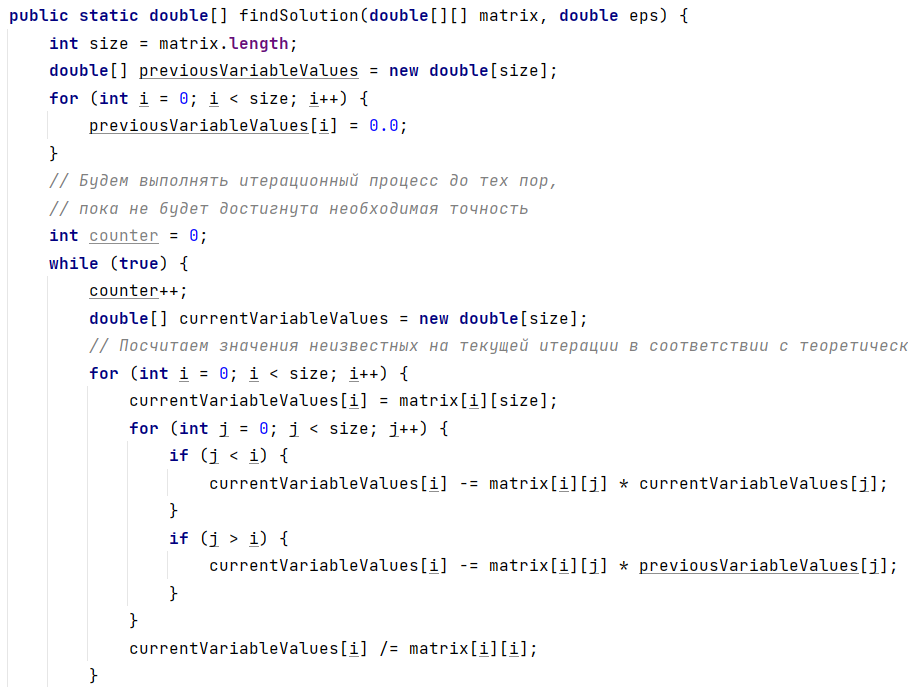 public static double[] findSolution(double[][] matrix, double eps) {
    int size = matrix.length;
    double[] previousVariableValues = new double[size];
    for (int i = 0; i < size; i++) {
        previousVariableValues[i] = 0.0;
    }
    // Будем выполнять итерационный процесс до тех пор,
    // пока не будет достигнута необходимая точность
    int counter = 0;
    while (true) {
        counter++;
        double[] currentVariableValues = new double[size];
        // Посчитаем значения неизвестных на текущей итерации в соответствии с теоретическ
        for (int i = 0; i < size; i++) {
            currentVariableValues[i] = matrix[i][size];
            for (int j = 0; j < size; j++) {
                if (j < i) {
                    currentVariableValues[i] -= matrix[i][j] * currentVariableValues[j];
                }
                if (j > i) {
                    currentVariableValues[i] -= matrix[i][j] * previousVariableValues[j];
                }
            }
            currentVariableValues[i] /= matrix[i][i];
        }